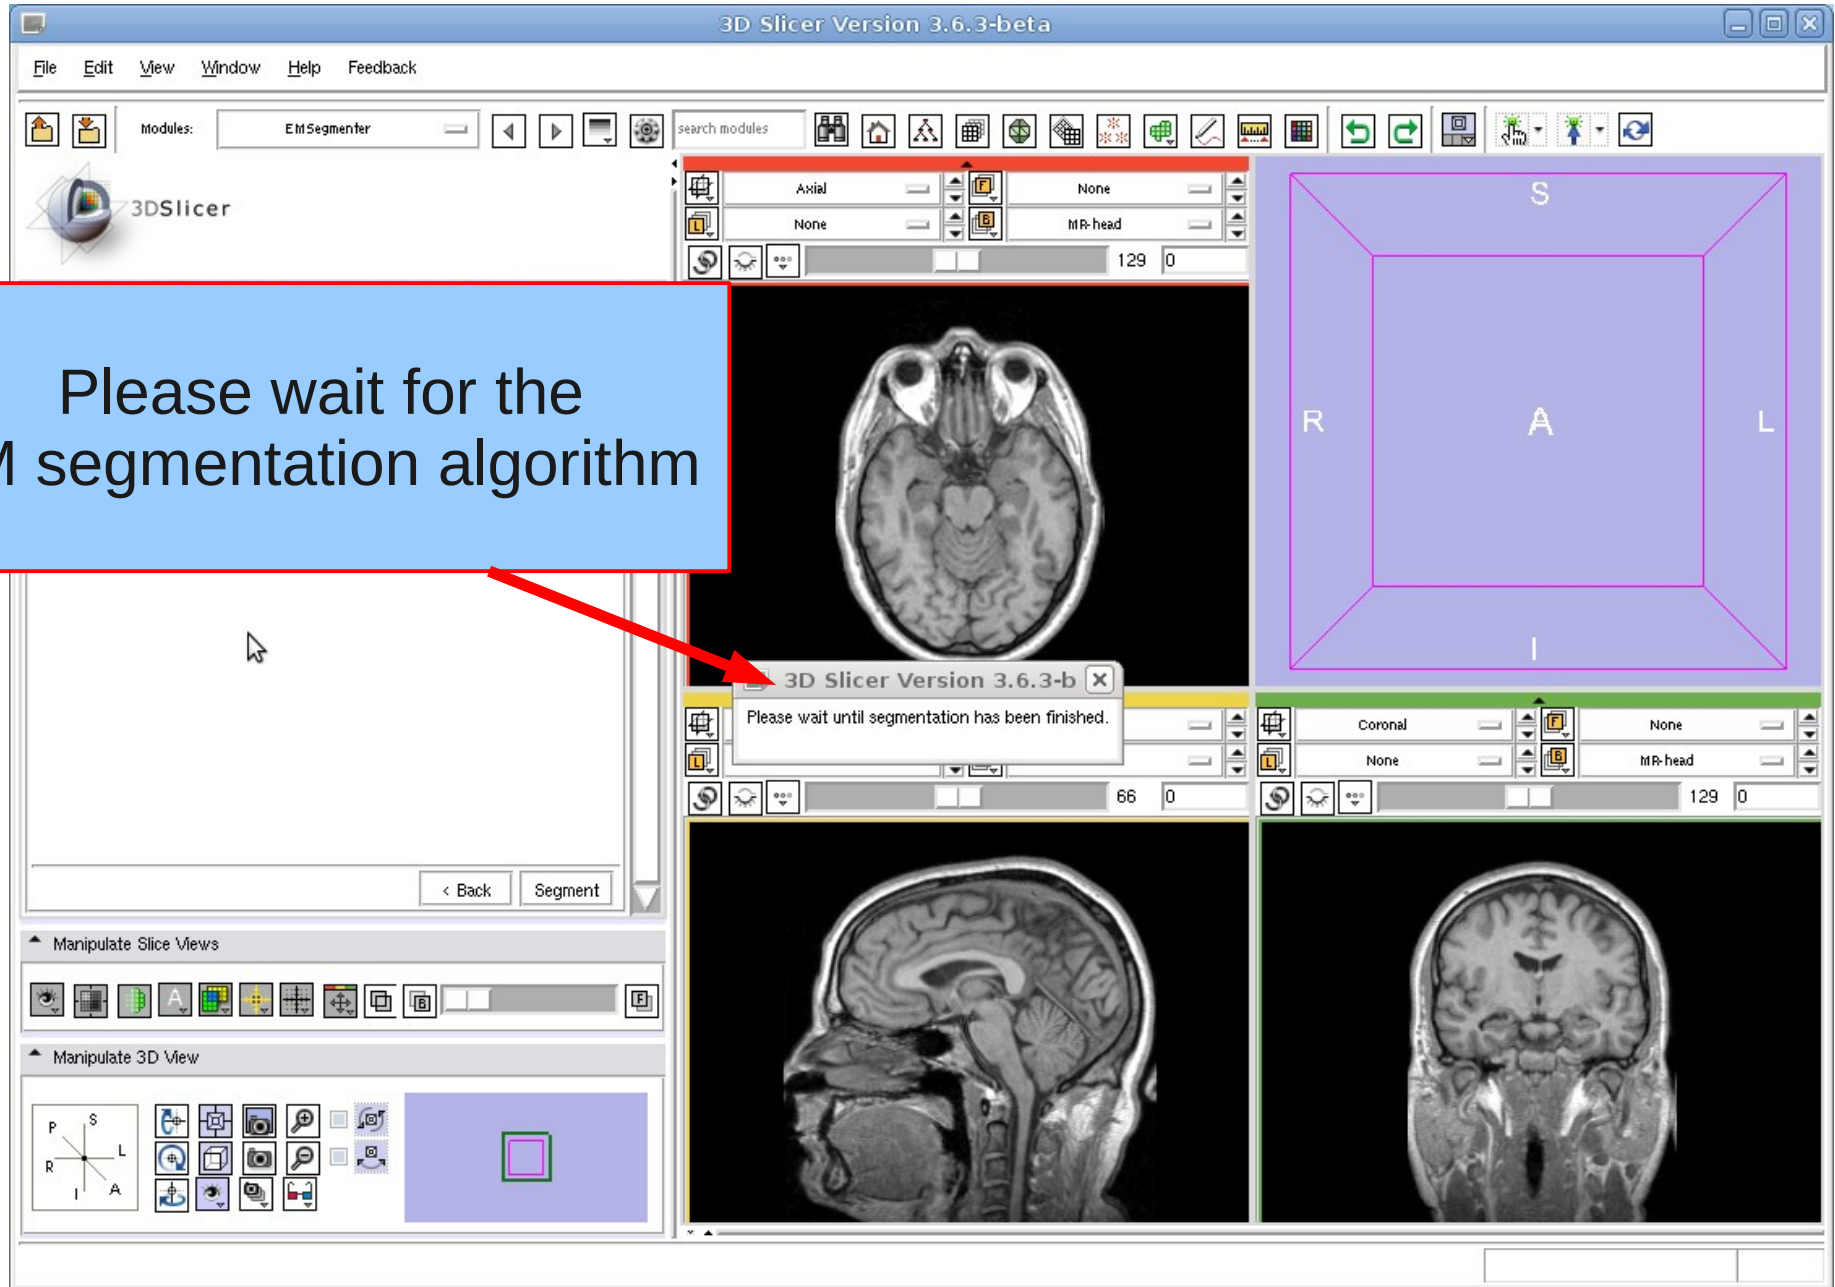 3D Slicer Version 3.6.3-beta
File Edit View Window Help Feedback
Modules: EMSegmenter search modules
3DSlicer
Axial None
None MR-head
129 0
S
R A L
I
Please wait for the
M segmentation algorithm
3D Slicer Version 3.6.3-b
Please wait until segmentation has been finished.
66 0
Coronal None
None MR-head
129 0
< Back Segment
Manipulate Slice Views
Manipulate 3D View
P S
R L
I A